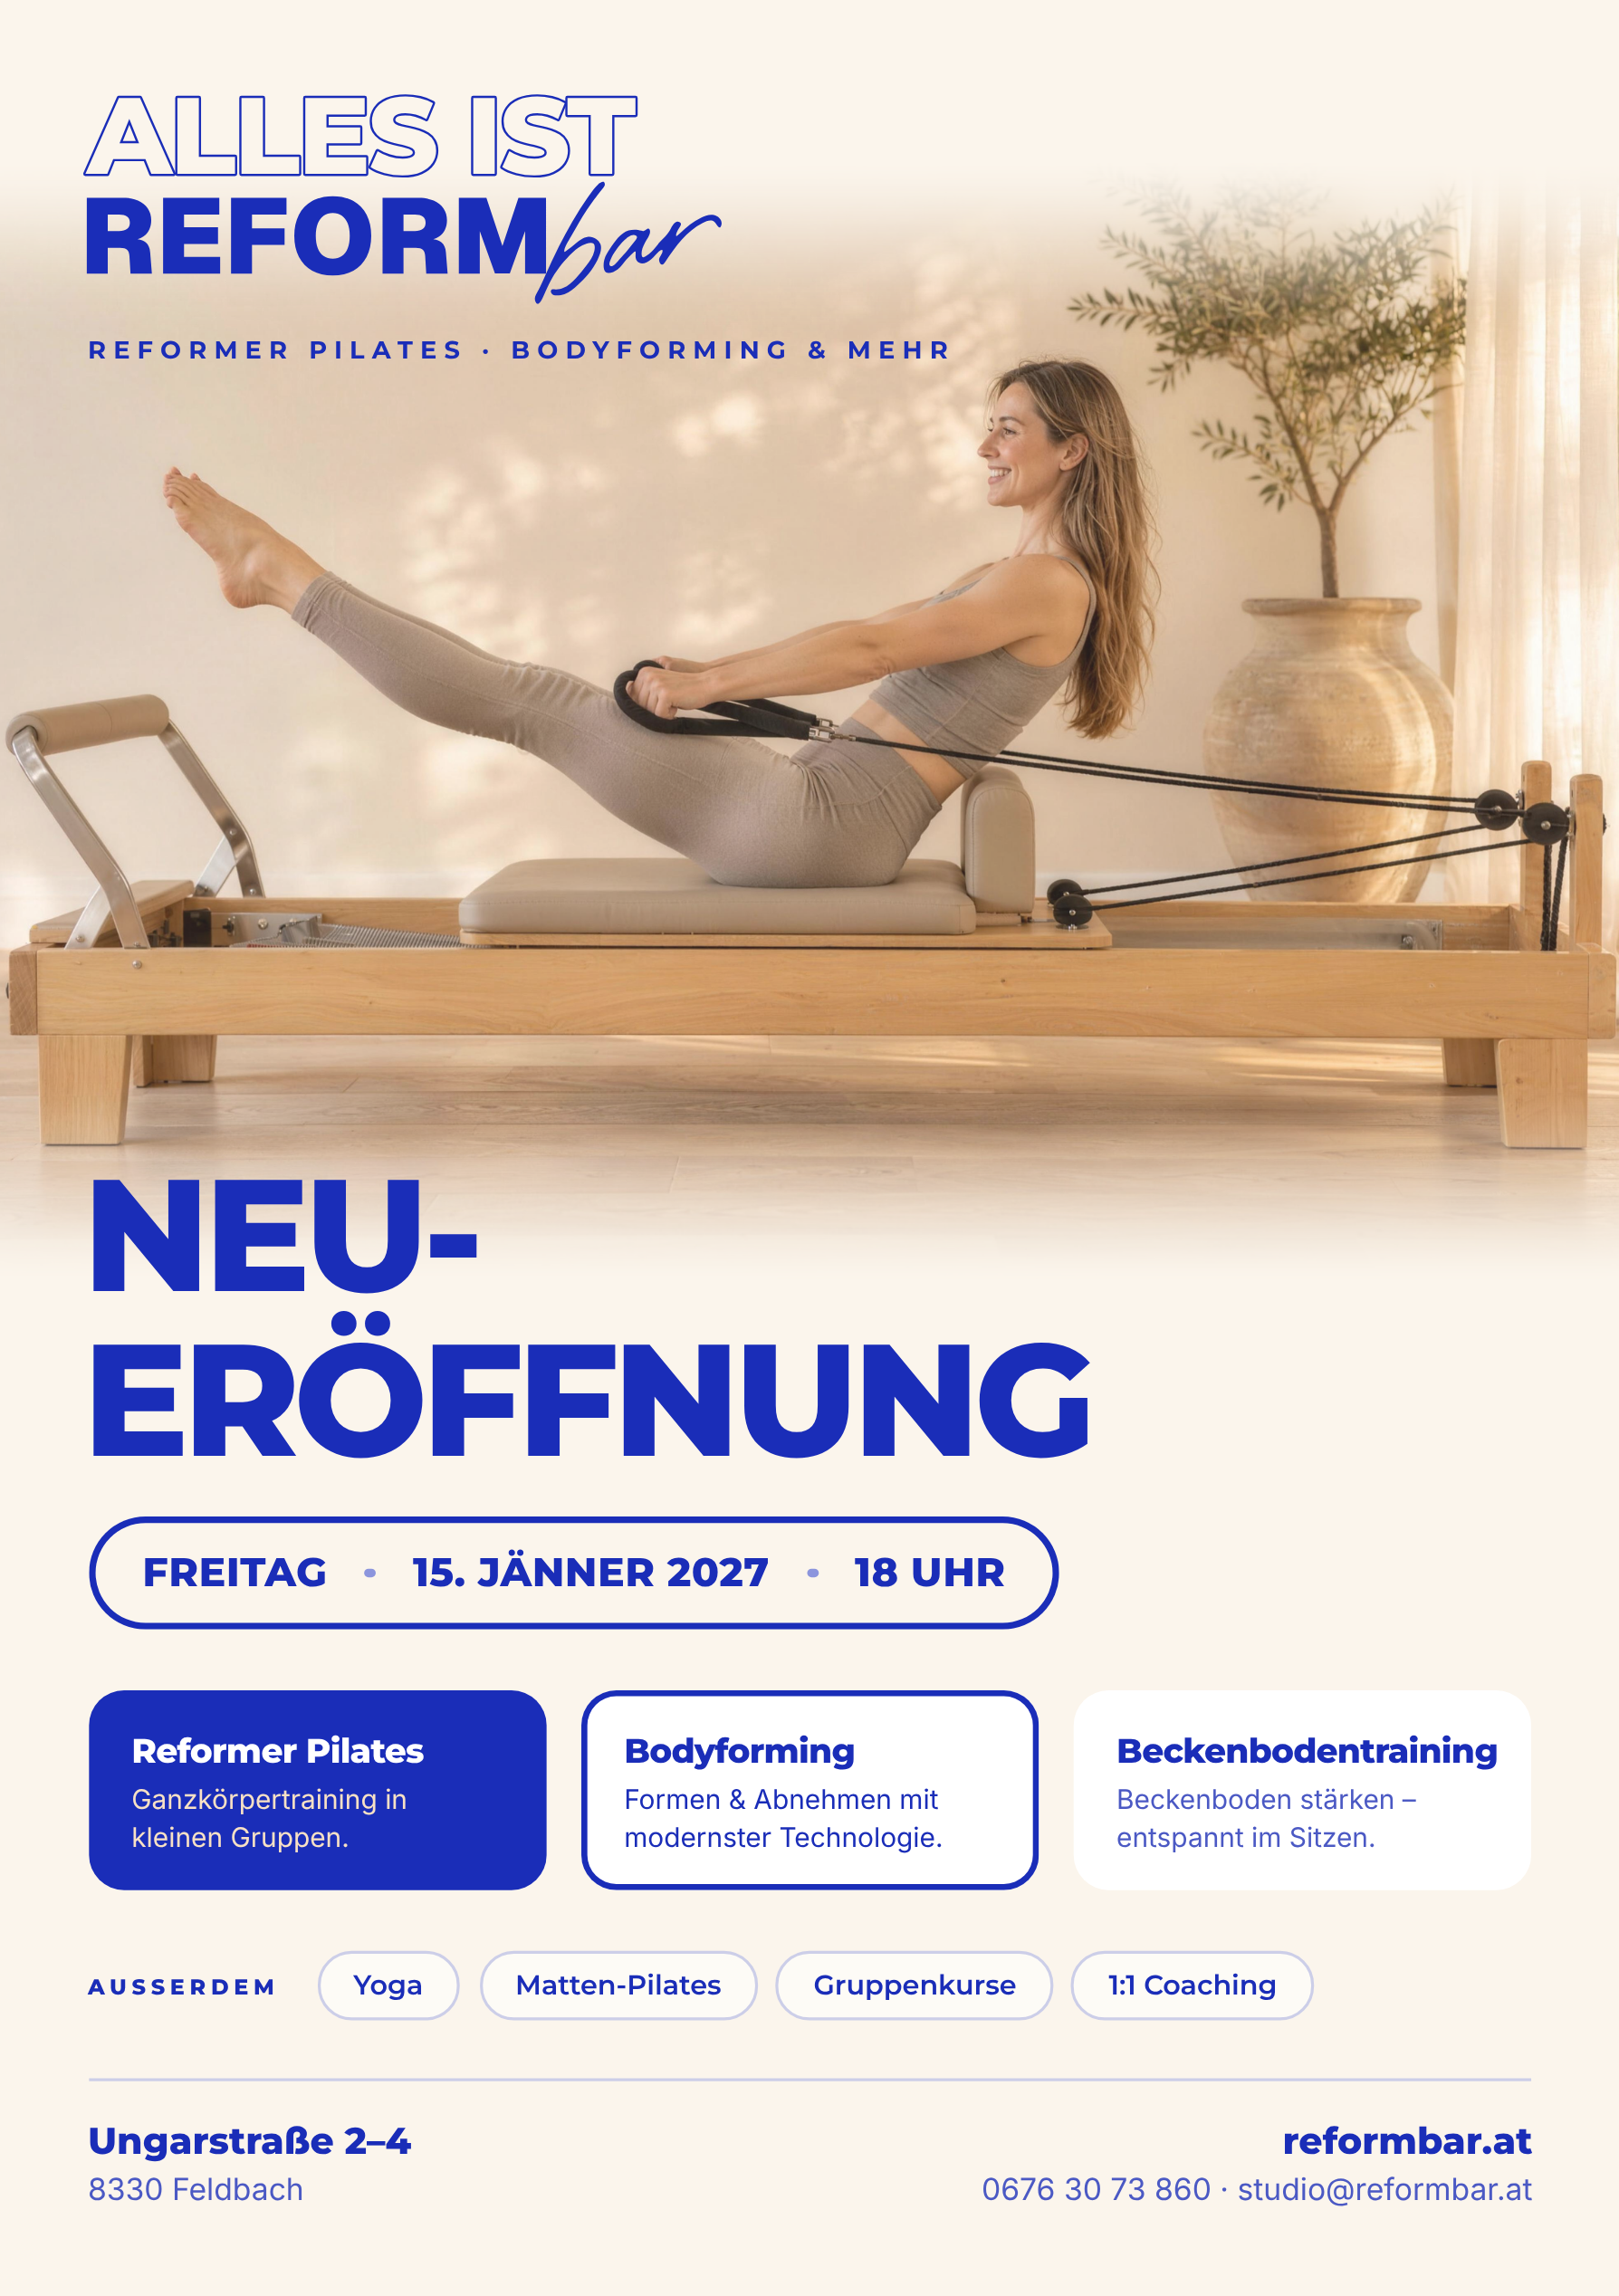 ALLES IST
REFORMbar
REFORMER PILATES · BODYFORMING & MEHR
NEU-
ERÖFFNUNG
FREITAG • 15. JÄNNER 2027 • 18 UHR
Reformer Pilates
Ganzkörpertraining in
kleinen Gruppen.
Bodyforming
Formen & Abnehmen mit
modernster Technologie.
Beckenbodentraining
Beckenboden stärken –
entspannt im Sitzen.
AUSSERDEM Yoga Matten-Pilates Gruppenkurse 1:1 Coaching
Ungarstraße 2–4
8330 Feldbach
reformbar.at
0676 30 73 860 · studio@reformbar.at